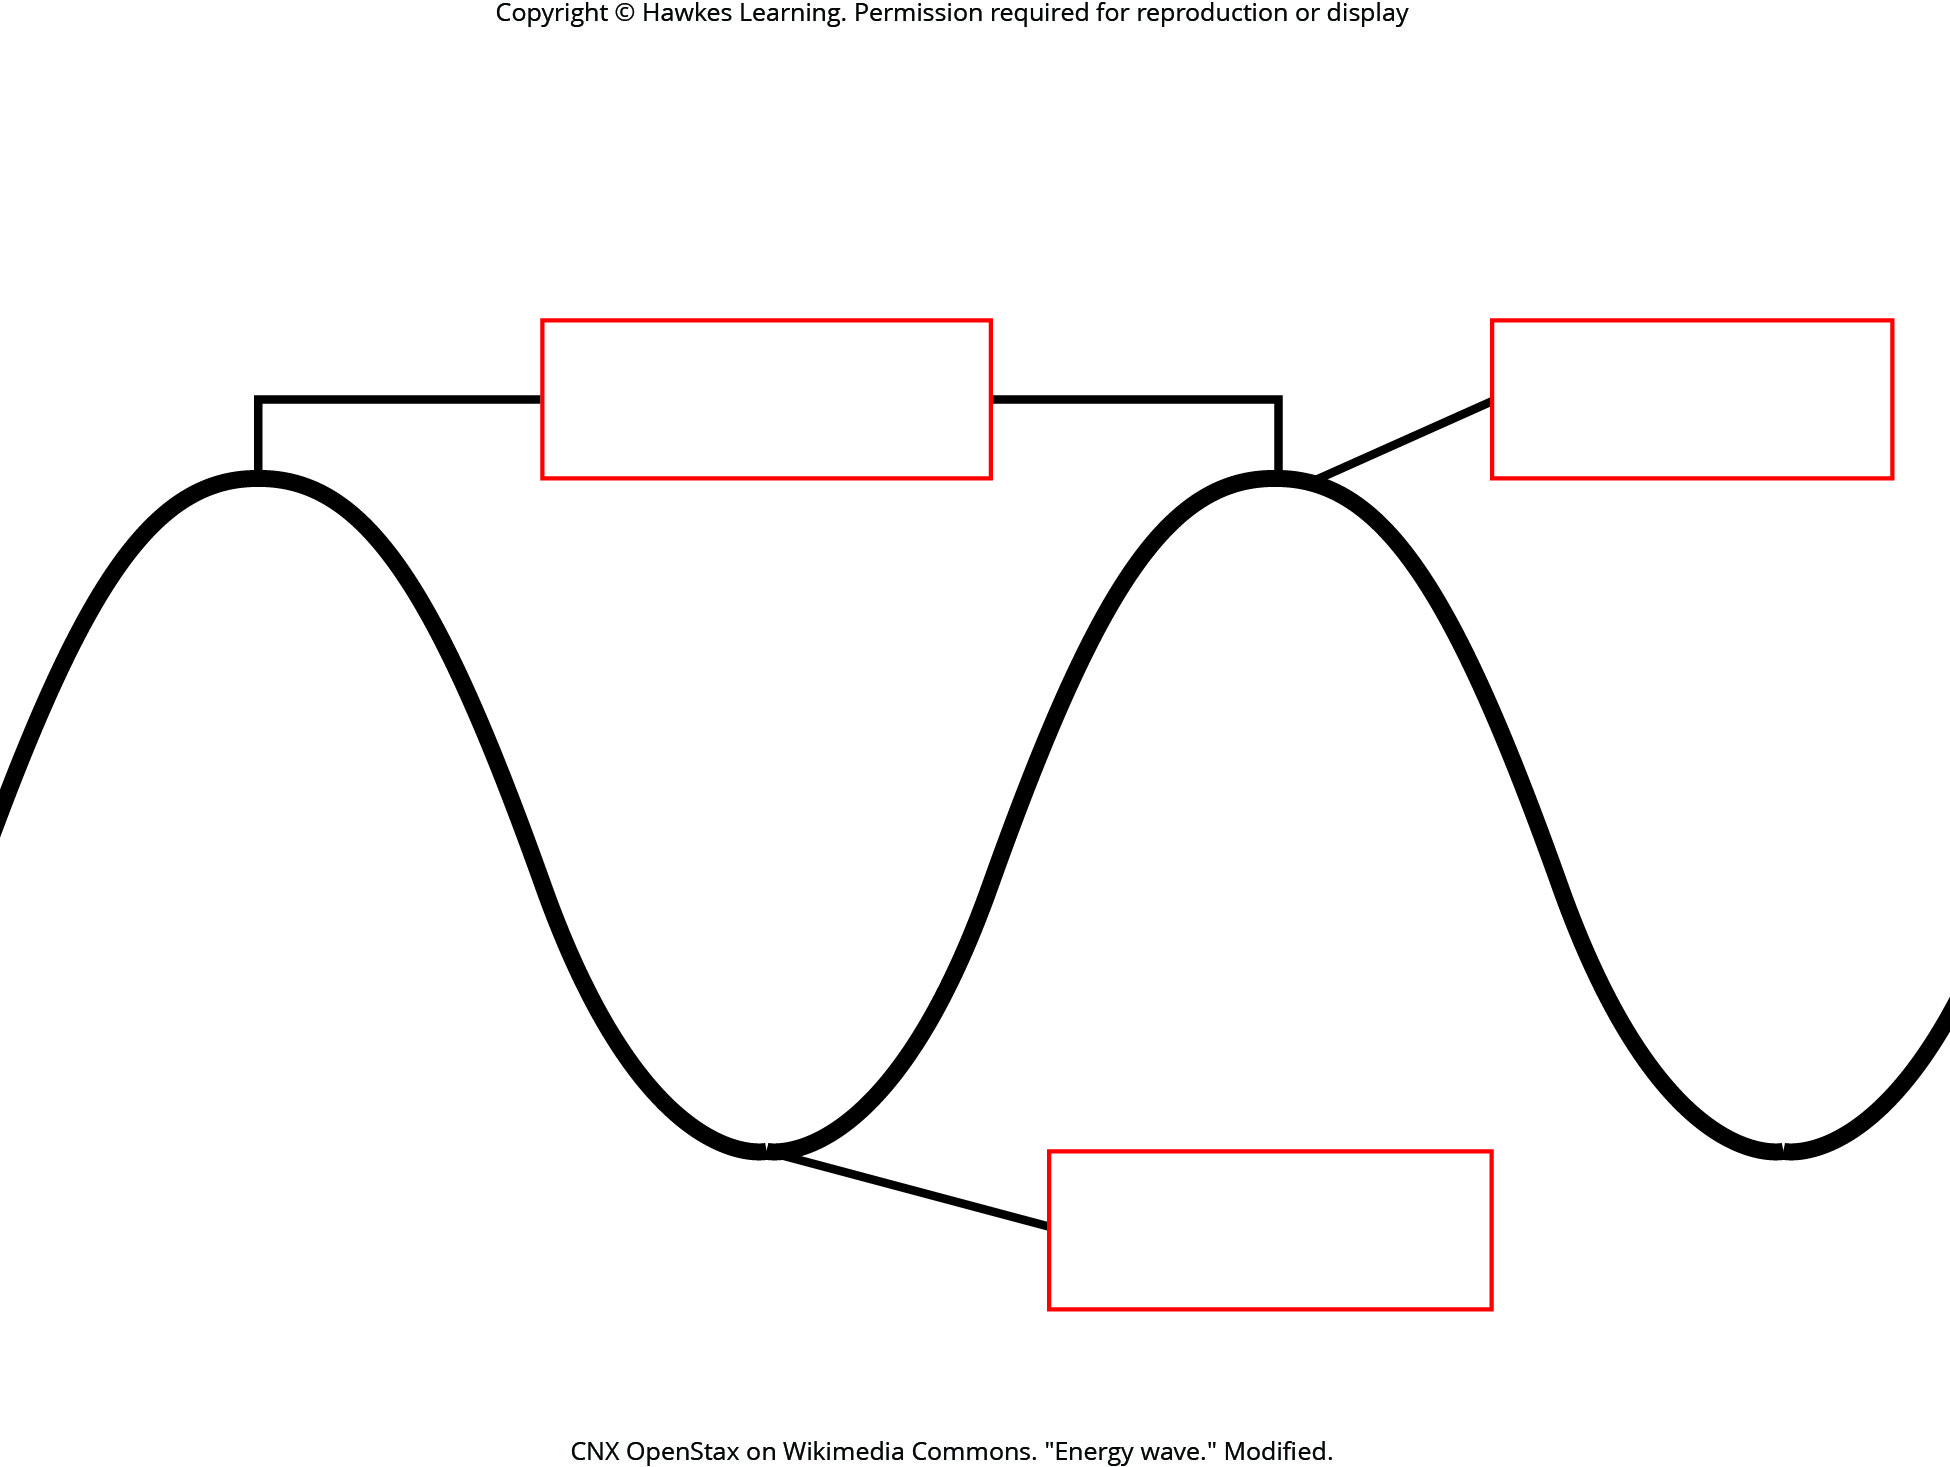 Copyright © Hawkes Learning. Permission required for reproduction or display
CNX OpenStax on Wikimedia Commons. "Energy wave." Modified.